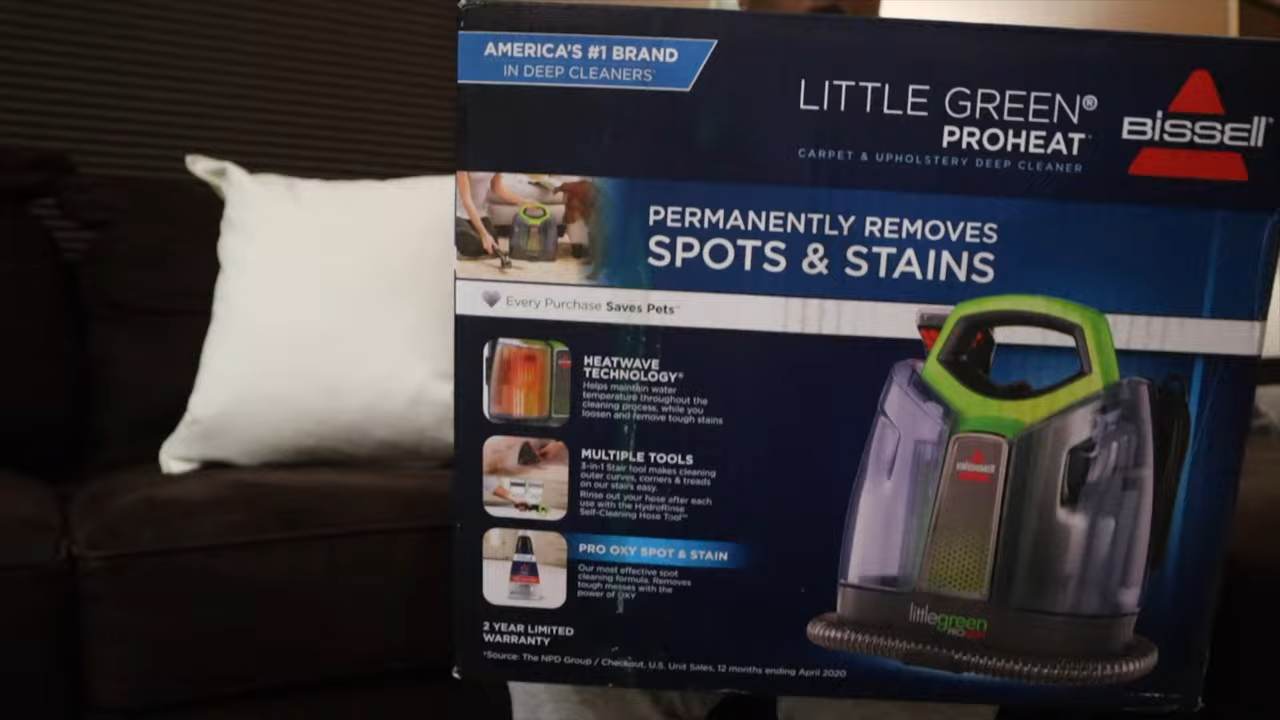 AMERICA'S #1 BRAND
IN DEEP CLEANERS*
LITTLE GREEN®
PROHEAT™
CARPET & UPHOLSTERY DEEP CLEANER
BISSELL
PERMANENTLY REMOVES
SPOTS & STAINS
Every Purchase Saves Pets™
HEATWAVE
TECHNOLOGY®
Helps maintain water
temperature throughout the
cleaning process, while you
loosen and remove tough stains
MULTIPLE TOOLS
3-in-1 Stair tool makes cleaning
outer curves, corners & treads
on our stairs easy.
Rinse out your hose after each
use with the HydroRinse
Self-Cleaning Hose Tool™
PRO OXY SPOT & STAIN
Our most effective spot
cleaning formula. Removes
tough messes with the
power of OXY
BISSELL
littlegreen
PROHEAT
2 YEAR LIMITED
WARRANTY
*Source: The NPD Group / Checkout, U.S. Unit Sales, 12 months ending April 2020